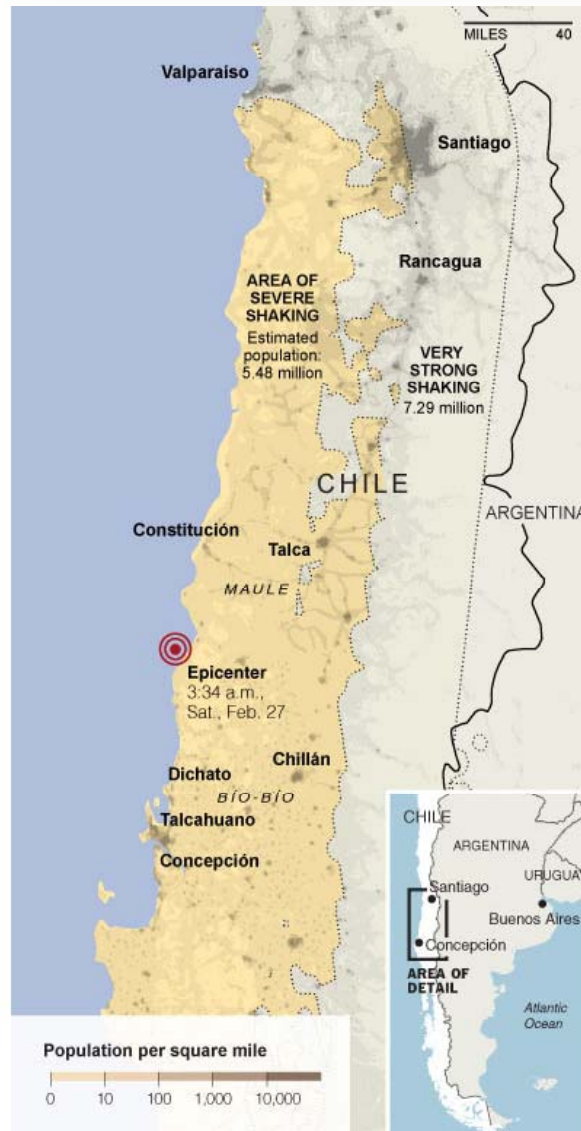 MILES 40
Valparaíso
Santiago
Rancagua
AREA OF
SEVERE
SHAKING
Estimated
population:
5.48 million
VERY
STRONG
SHAKING
7.29 million
CHILE
ARGENTINA
Constitución
Talca
MAULE
Epicenter
3:34 a.m.,
Sat., Feb. 27
Chillán
Dichato
BÍO-BÍO
Talcahuano
Concepción
CHILE
ARGENTINA
URUGUAY
Santiago
Buenos Aires
Concepción
AREA OF
DETAIL
Atlantic
Ocean
Population per square mile
0 10 100 1,000 10,000